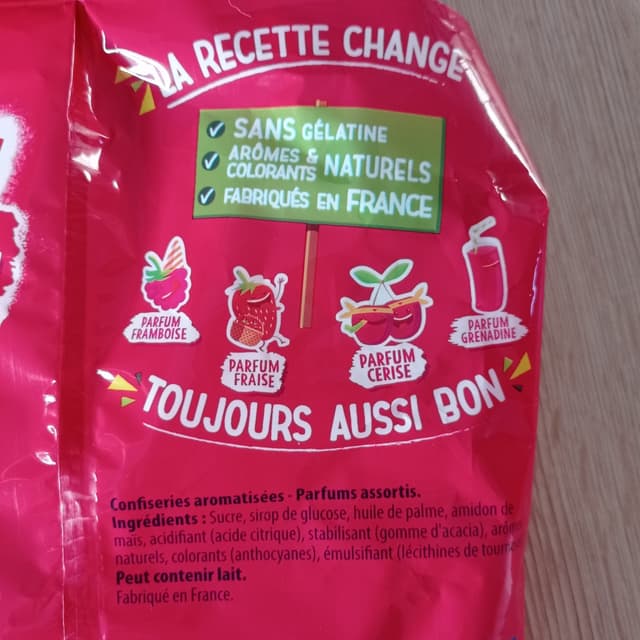 LA RECETTE CHANGE
SANS GÉLATINE
ARÔMES & COLORANTS NATURELS
FABRIQUÉS EN FRANCE
PARFUM FRAMBOISE
PARFUM FRAISE
PARFUM CERISE
PARFUM GRENADINE
TOUJOURS AUSSI BON
Confiseries aromatisées - Parfums assortis.
Ingrédients : Sucre, sirop de glucose, huile de palme, amidon de
maïs, acidifiant (acide citrique), stabilisant (gomme d'acacia), arômes
naturels, colorants (anthocyanes), émulsifiant (lécithines de
Peut contenir lait.
Fabriqué en France.